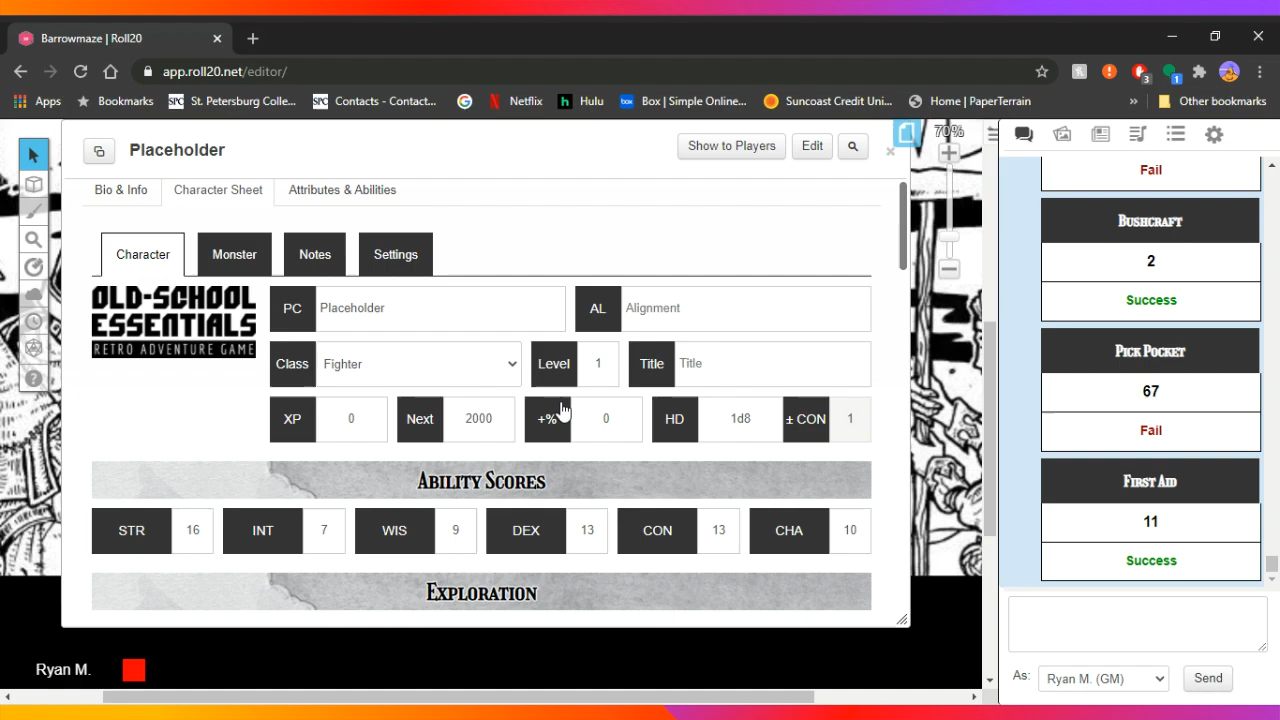 Barrowmaze | Roll20
app.roll20.net/editor/
3
1
Apps
Bookmarks
St. Petersburg Colle...
Contacts - Contact...
Netflix
Hulu
Box | Simple Onlin...
Suncoast Credit Uni...
Home | PaperTerrain
»
Other bookmarks
Placeholder
Show to Players
Edit
70%
Bio & Info
Character Sheet
Attributes & Abilities
Character
Monster
Notes
Settings
OLD-SCHOOL
ESSENTIALS
RETRO ADVENTURE GAME
PC Placeholder
AL Alignment
Class Fighter
Level 1
Title Title
XP 0
Next 2000
+% 0
HD 1d8
± CON 1
Ability Scores
STR 16
INT 7
WIS 9
DEX 13
CON 13
CHA 10
Exploration
Ryan M.
Fail
Bushcraft
2
Success
Pick Pocket
67
Fail
First Aid
11
Success
As: Ryan M. (GM)
Send